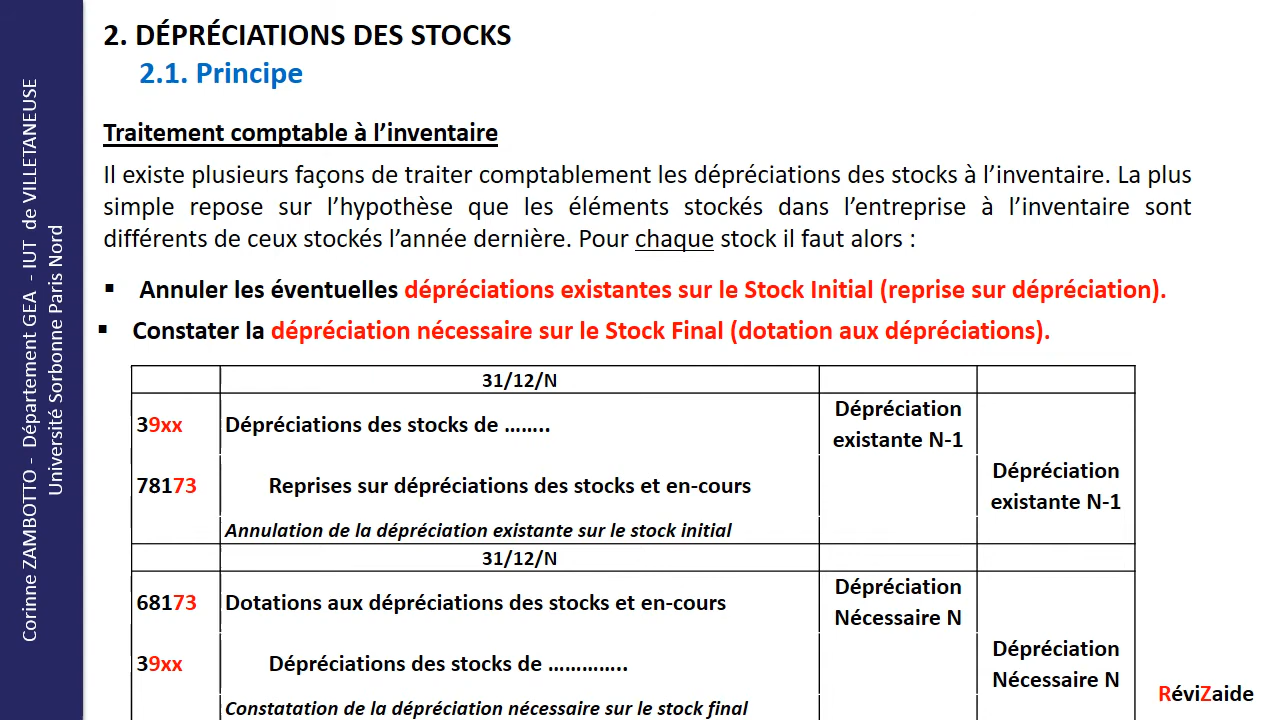 Corinne ZAMBOTTO - Département GEA - IUT de VILLETANEUSE
Université Sorbonne Paris Nord
2. DÉPRÉCIATIONS DES STOCKS
2.1. Principe
Traitement comptable à l’inventaire
Il existe plusieurs façons de traiter comptablement les dépréciations des stocks à l’inventaire. La plus
simple repose sur l’hypothèse que les éléments stockés dans l’entreprise à l’inventaire sont
différents de ceux stockés l’année dernière. Pour chaque stock il faut alors :
▪ Annuler les éventuelles dépréciations existantes sur le Stock Initial (reprise sur dépréciation).
▪ Constater la dépréciation nécessaire sur le Stock Final (dotation aux dépréciations).
31/12/N
39xx Dépréciations des stocks de ........ Dépréciation
existante N-1
78173 Reprises sur dépréciations des stocks et en-cours Dépréciation
existante N-1
Annulation de la dépréciation existante sur le stock initial
31/12/N
68173 Dotations aux dépréciations des stocks et en-cours Dépréciation
Nécessaire N
39xx Dépréciations des stocks de .............. Dépréciation
Nécessaire N
Constatation de la dépréciation nécessaire sur le stock final
RéviZaide